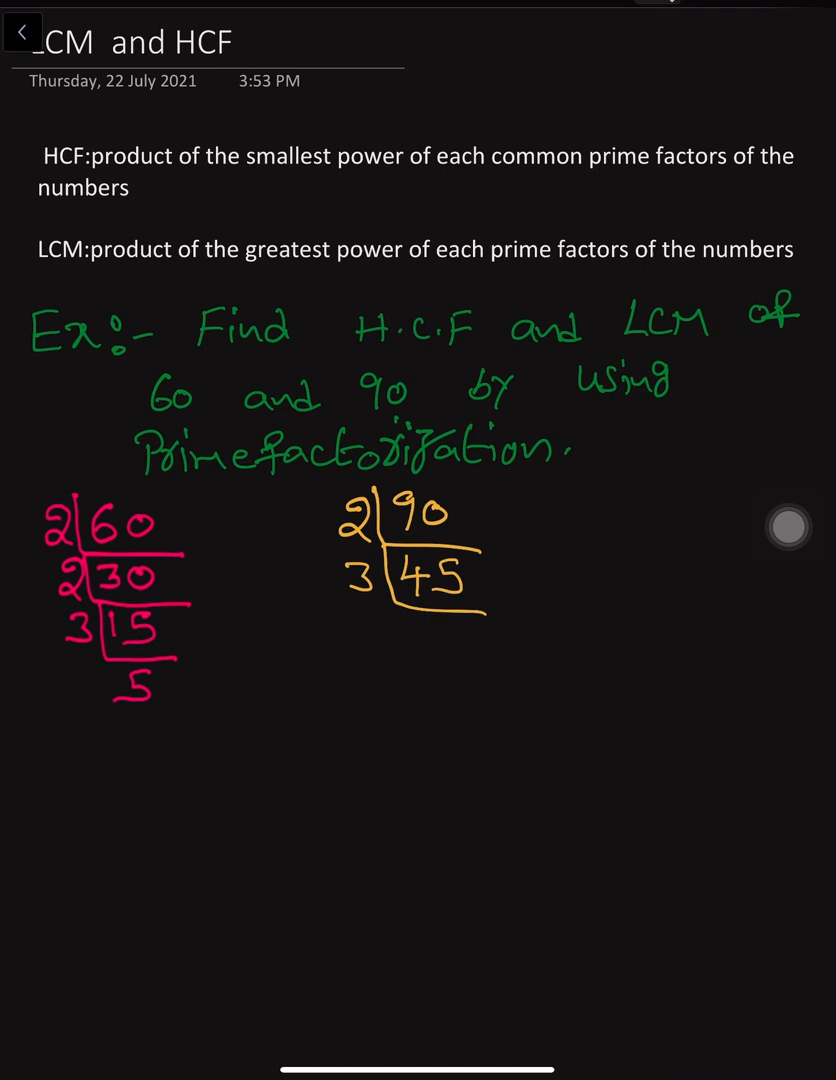 LCM and HCF
Thursday, 22 July 2021 3:53 PM
HCF:product of the smallest power of each common prime factors of the
numbers
LCM:product of the greatest power of each prime factors of the numbers
Ex:- Find H.C.F and LCM of
60 and 90 by using
Primefactorization.
2 60
2 30
3 15
5
2 90
3 45